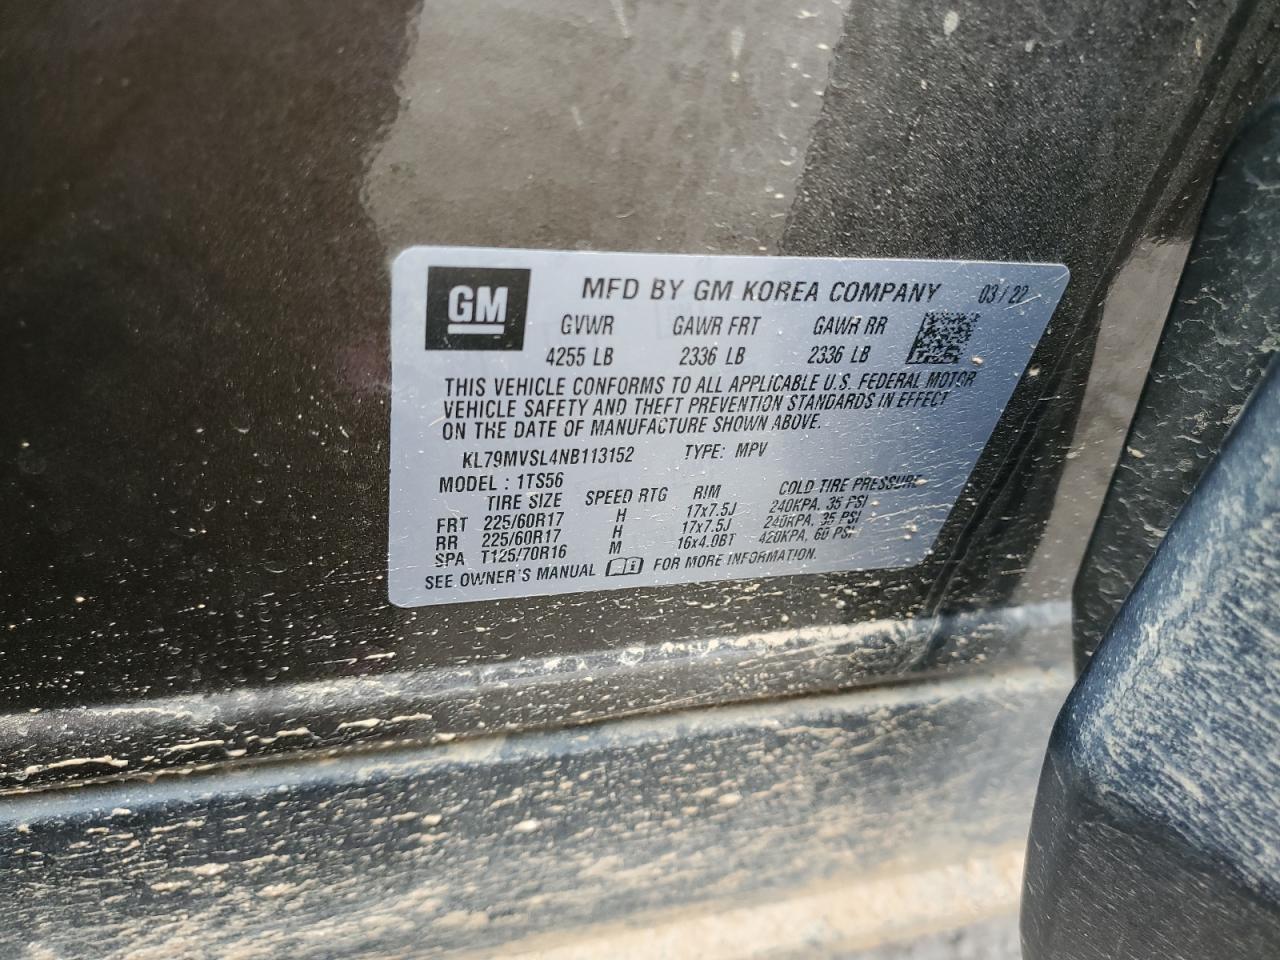 GM
MFD BY GM KOREA COMPANY 03/22
GVWR GAWR FRT GAWR RR
4255 LB 2336 LB 2336 LB
THIS VEHICLE CONFORMS TO ALL APPLICABLE U.S. FEDERAL MOTOR
VEHICLE SAFETY AND THEFT PREVENTION STANDARDS IN EFFECT
ON THE DATE OF MANUFACTURE SHOWN ABOVE.
KL79MVSL4NB113152 TYPE: MPV
MODEL : 1TS56
TIRE SIZE SPEED RTG RIM COLD TIRE PRESSURE
FRT 225/60R17 H 17x7.5J 240KPA, 35 PSI
RR 225/60R17 H 17x7.5J 240KPA, 35 PSI
SPA T125/70R16 M 16x4.0BT 420KPA, 60 PSI
SEE OWNER'S MANUAL FOR MORE INFORMATION.